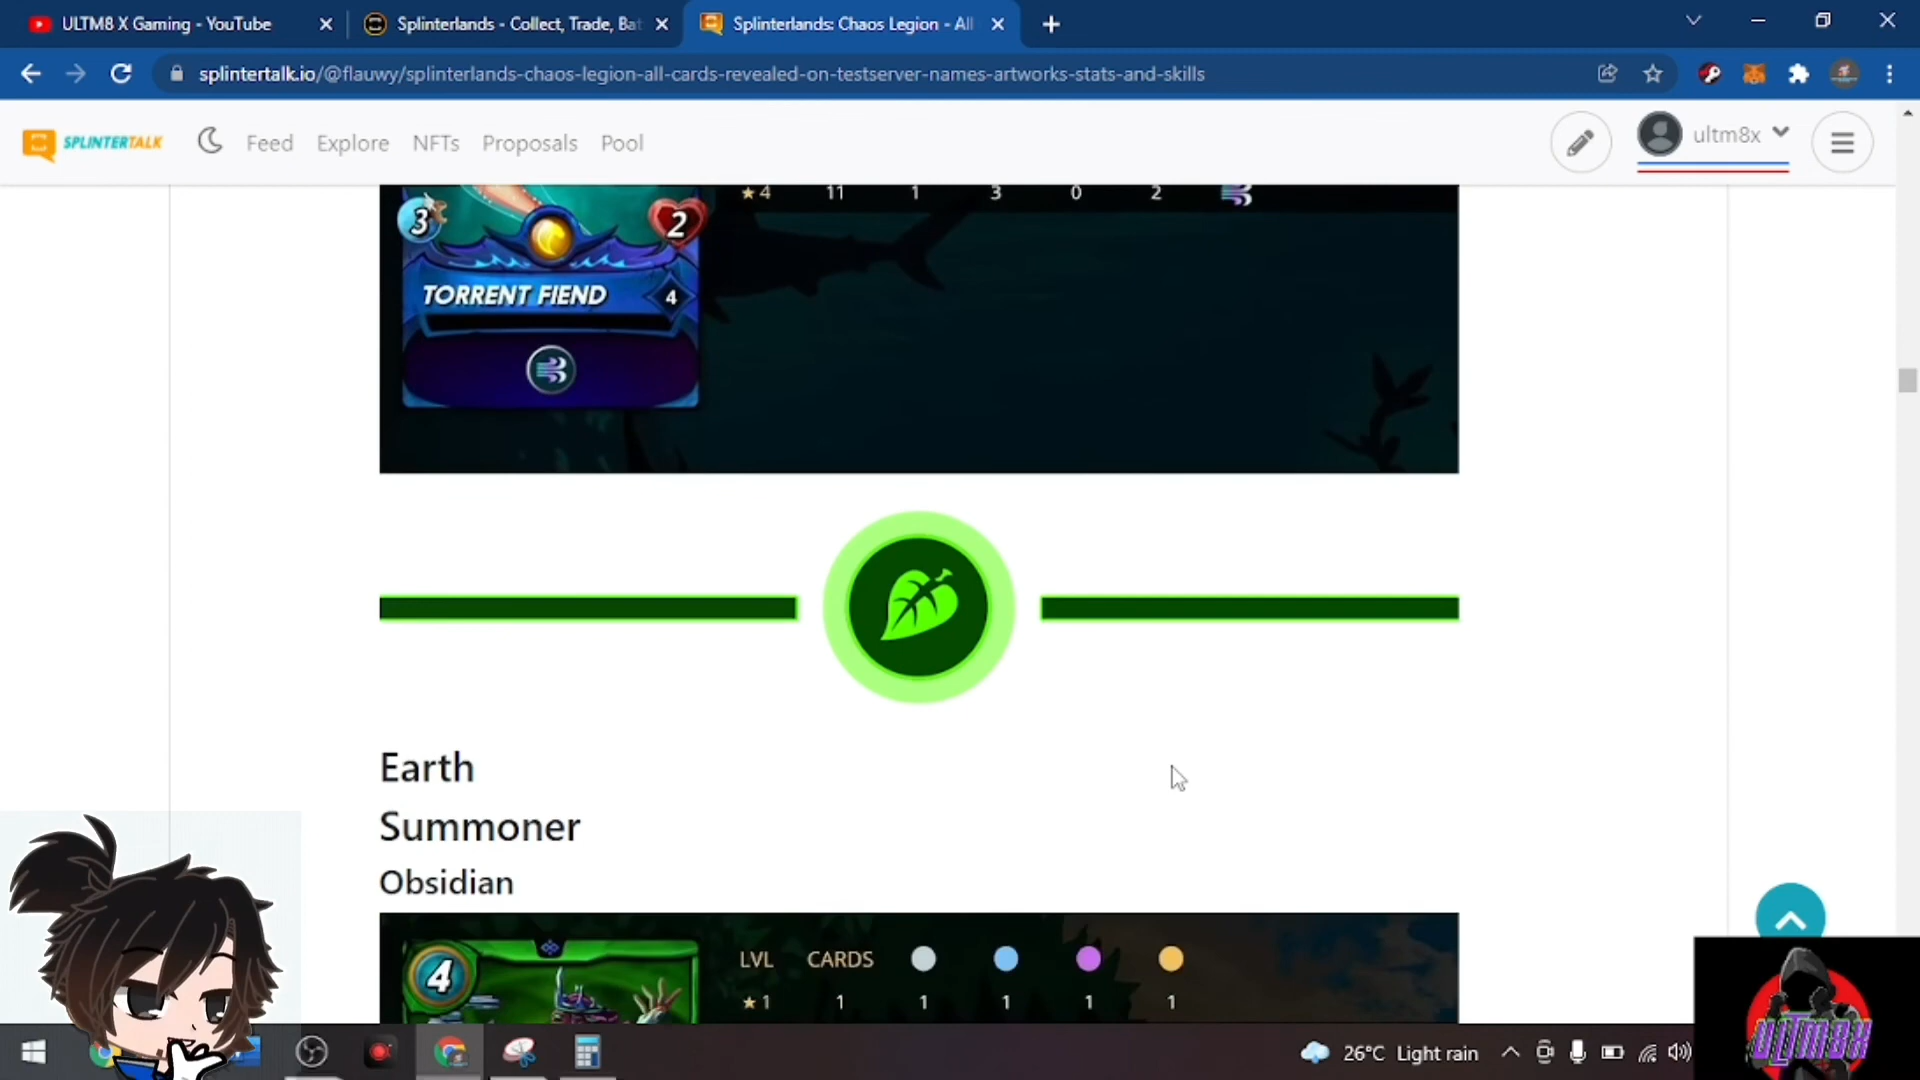 ULTM8 X Gaming - YouTube
Splinterlands - Collect, Trade, Bat
Splinterlands: Chaos Legion - All
splintertalk.io/@flauwy/splinterlands-chaos-legion-all-cards-revealed-on-testserver-names-artworks-stats-and-skills
SPLINTERTALK
Feed
Explore
NFTs
Proposals
Pool
ultm8x
★4 11 1 3 0 2
3 2
TORRENT FIEND 4
Earth
Summoner
Obsidian
4
LVL CARDS
★1 1 1 1 1 1
26°C Light rain
ULTM8X